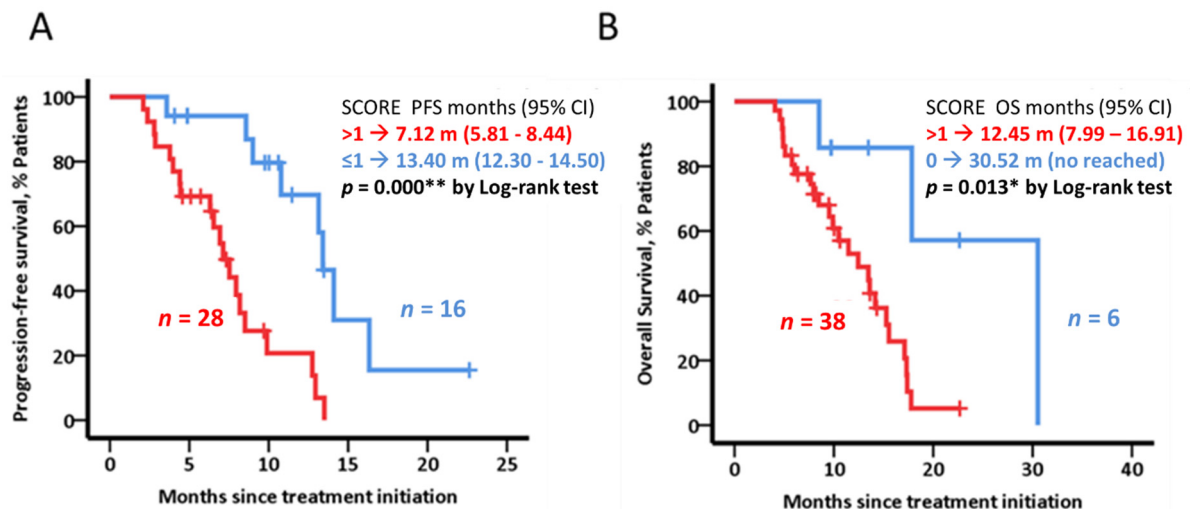 A
Progression-free survival, % Patients
100
80
60
40
20
0
SCORE PFS months (95% CI)
>1 → 7.12 m (5.81 - 8.44)
≤1 → 13.40 m (12.30 - 14.50)
p = 0.000** by Log-rank test
n = 28
n = 16
0 5 10 15 20 25
Months since treatment initiation
B
Overall Survival, % Patients
100
80
60
40
20
0
SCORE OS months (95% CI)
>1 → 12.45 m (7.99 – 16.91)
0 → 30.52 m (no reached)
p = 0.013* by Log-rank test
n = 38
n = 6
0 10 20 30 40
Months since treatment initiation